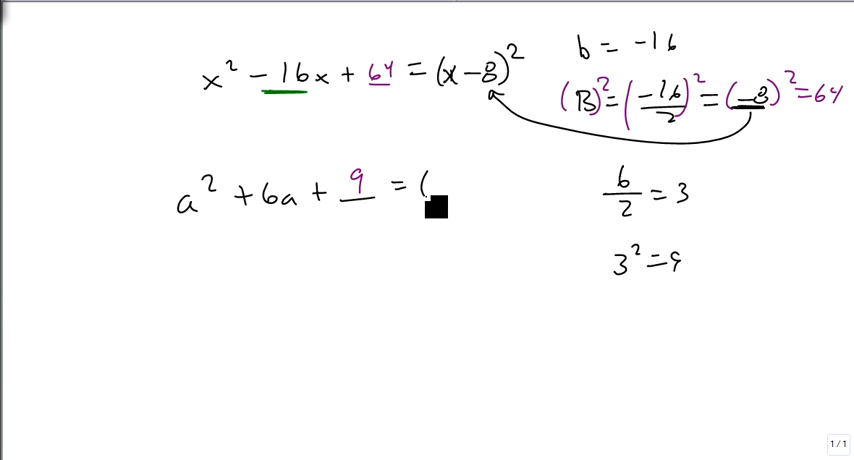 x² - 16x + 64 = (x - 8)²
b = -16
(B)² = (-16/2)² = (-8)² = 64
a² + 6a + 9 = (
6/2 = 3
3² = 9
1 / 1